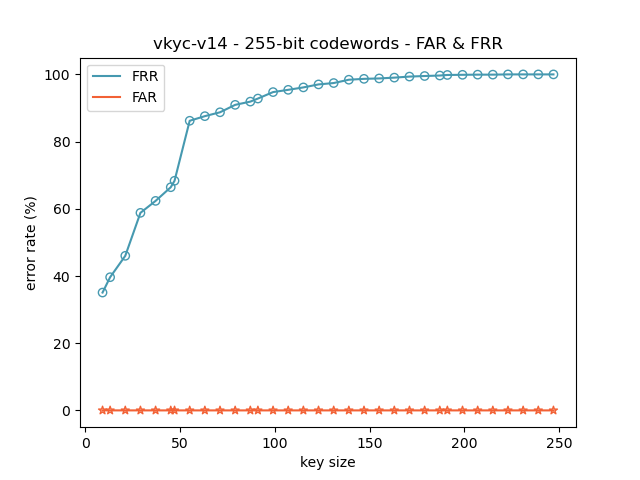 vkyc-v14 - 255-bit codewords - FAR & FRR
FRR
FAR
error rate (%)
100
80
60
40
20
0
0 50 100 150 200 250
key size